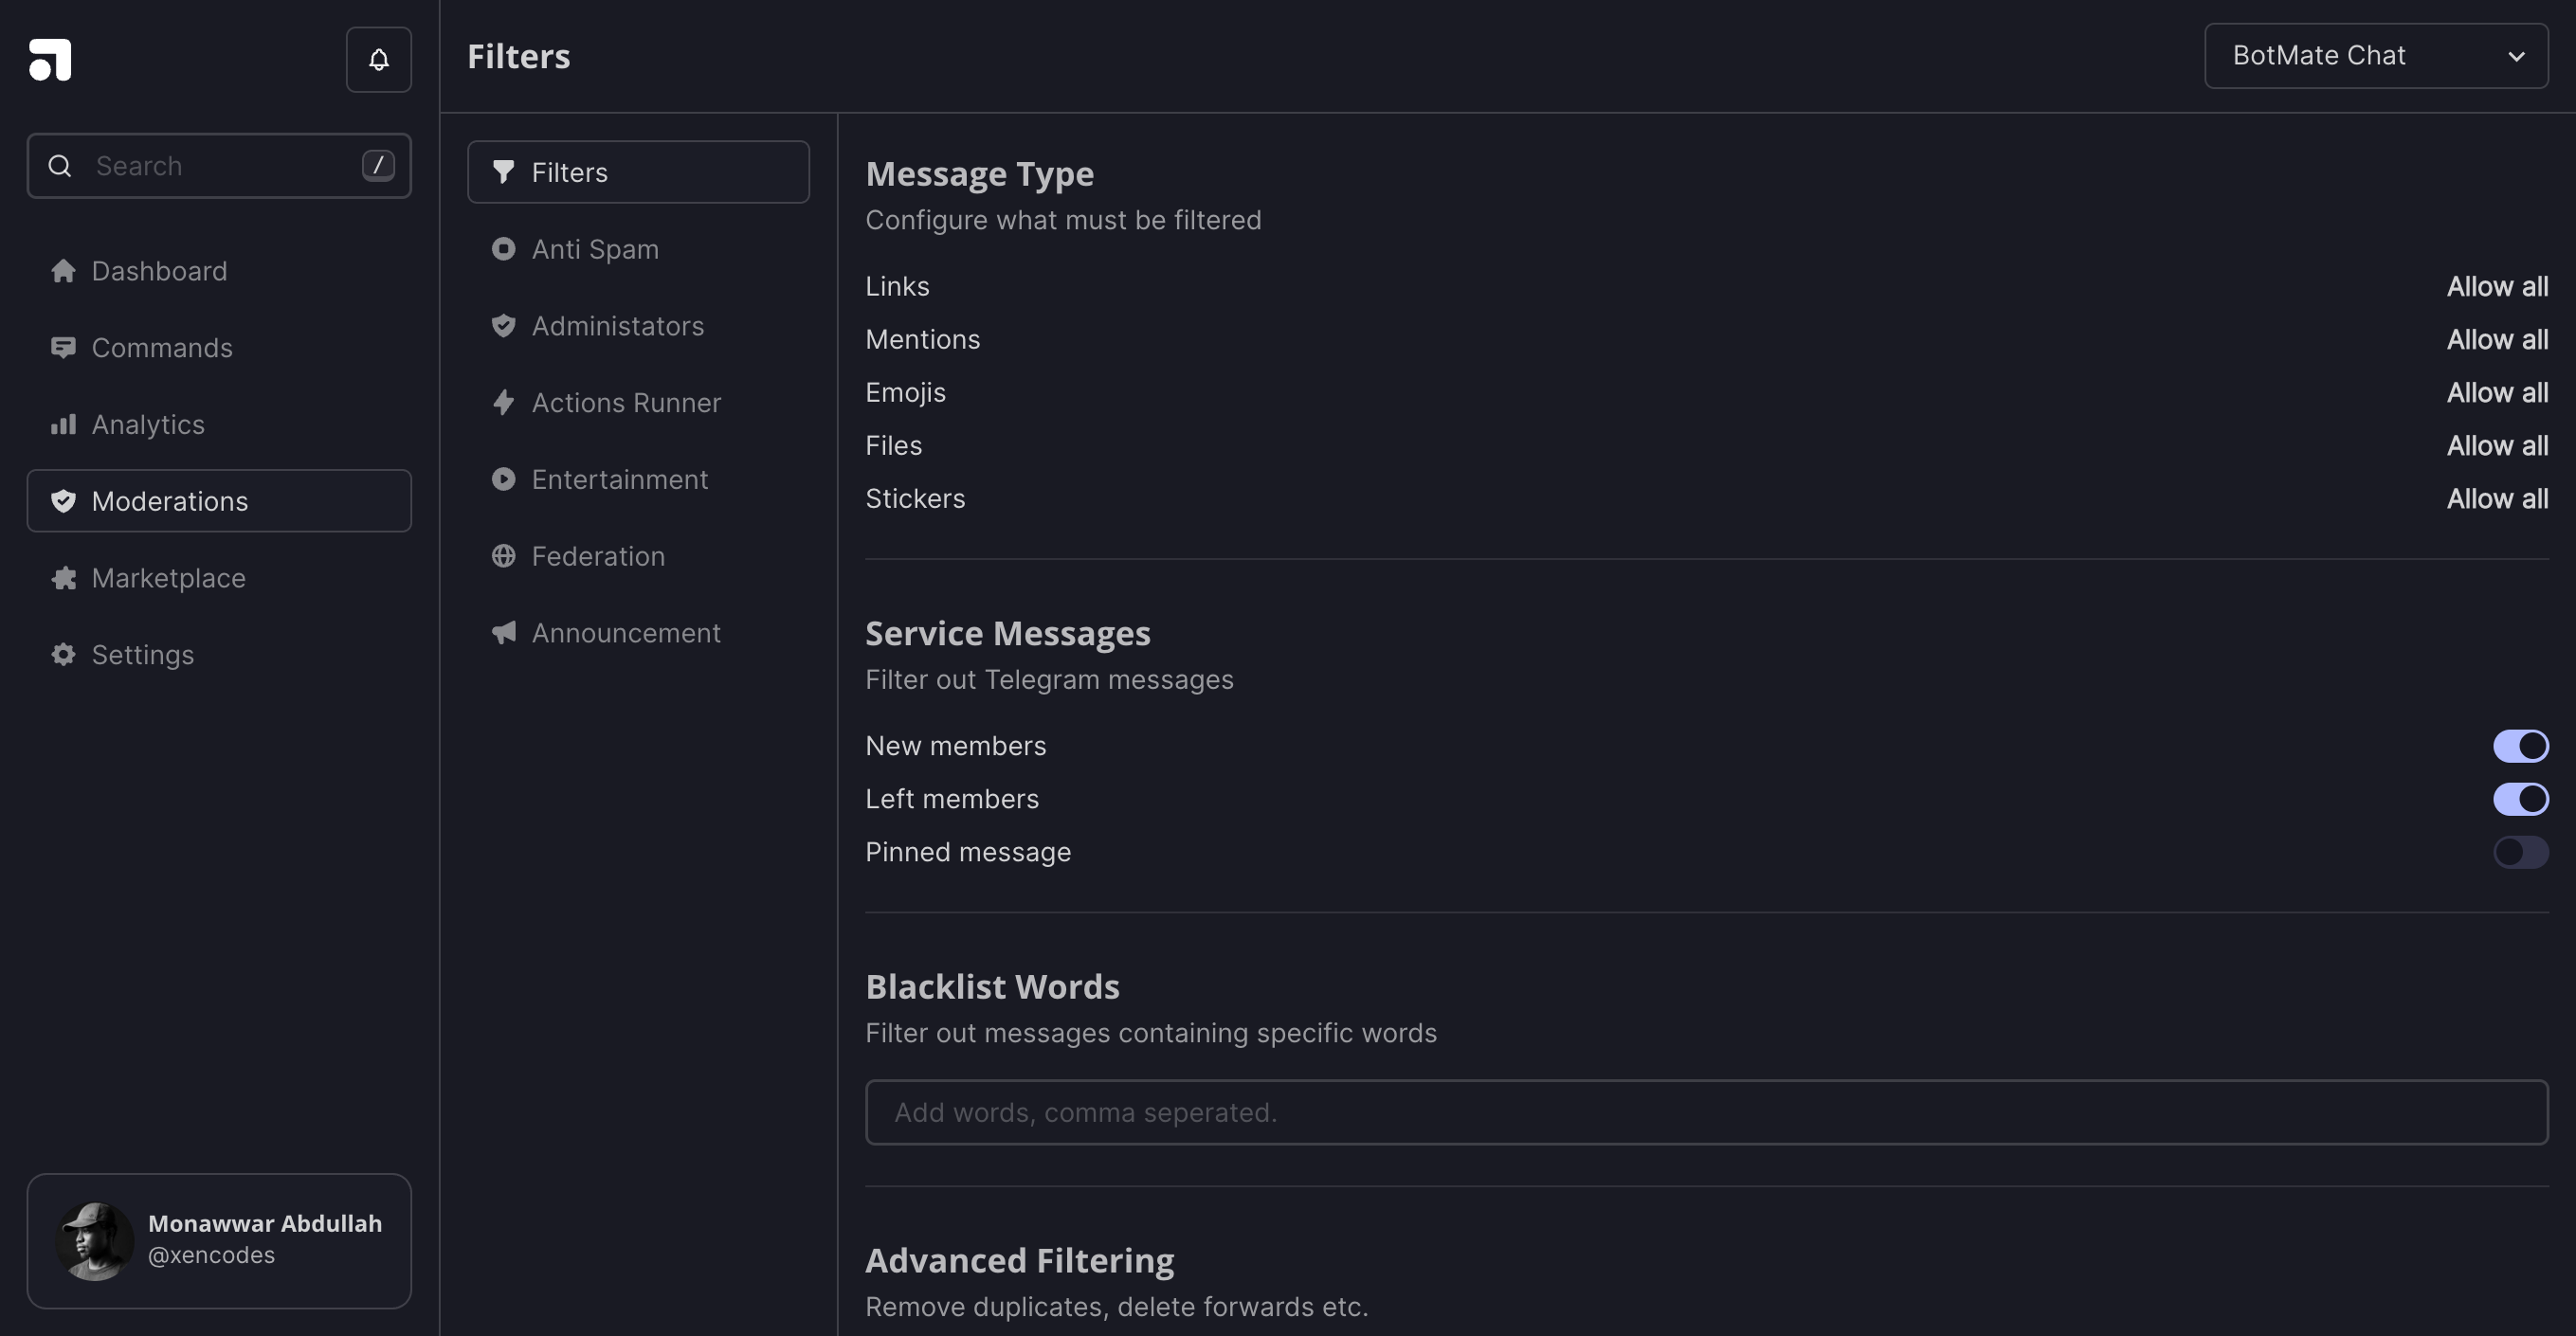 Search
/
Dashboard
Commands
Analytics
Moderations
Marketplace
Settings
Monawwar Abdullah
@xencodes
Filters
BotMate Chat
Filters
Anti Spam
Administators
Actions Runner
Entertainment
Federation
Announcement
Message Type
Configure what must be filtered
Links Allow all
Mentions Allow all
Emojis Allow all
Files Allow all
Stickers Allow all
Service Messages
Filter out Telegram messages
New members
Left members
Pinned message
Blacklist Words
Filter out messages containing specific words
Add words, comma seperated.
Advanced Filtering
Remove duplicates, delete forwards etc.